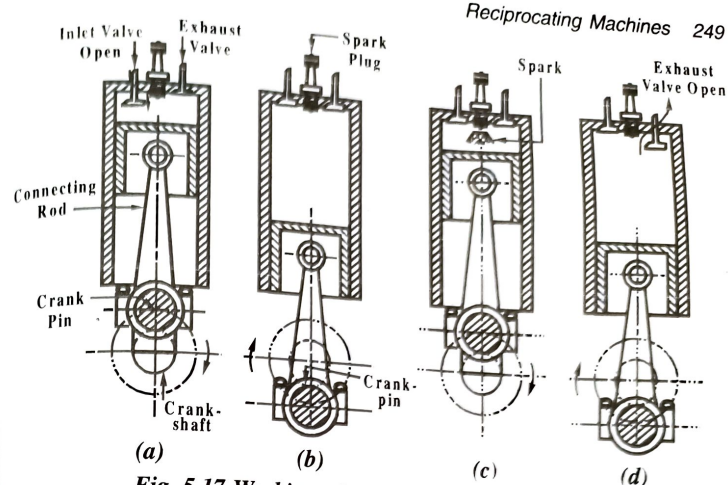 Reciprocating Machines 249
Inlet Valve
Open
Exhaust
Valve
Spark
Plug
Spark
Exhaust
Valve Open
Connecting
Rod
Crank
Pin
Crank-
shaft
Crank-
pin
(a)
(b)
(c)
(d)
Fig. 5.17